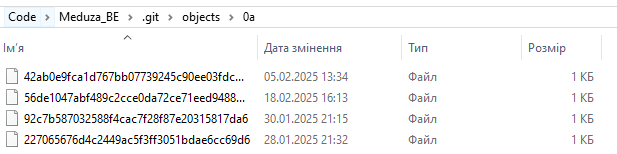 Code > Meduza_BE > .git > objects > 0a
Ім'я Дата змінення Тип Розмір
42ab0e9fca1d767bb07739245c90ee03fdc... 05.02.2025 13:34 Файл 1 КБ
56de1047abf489c2cce0da72ce71eed9488... 18.02.2025 16:13 Файл 1 КБ
92c7b587032588f4cac7f28f87e20315817da6 30.01.2025 21:15 Файл 1 КБ
227065676d4c2449ac5f3ff3051bdae6cc69d6 28.01.2025 21:32 Файл 1 КБ